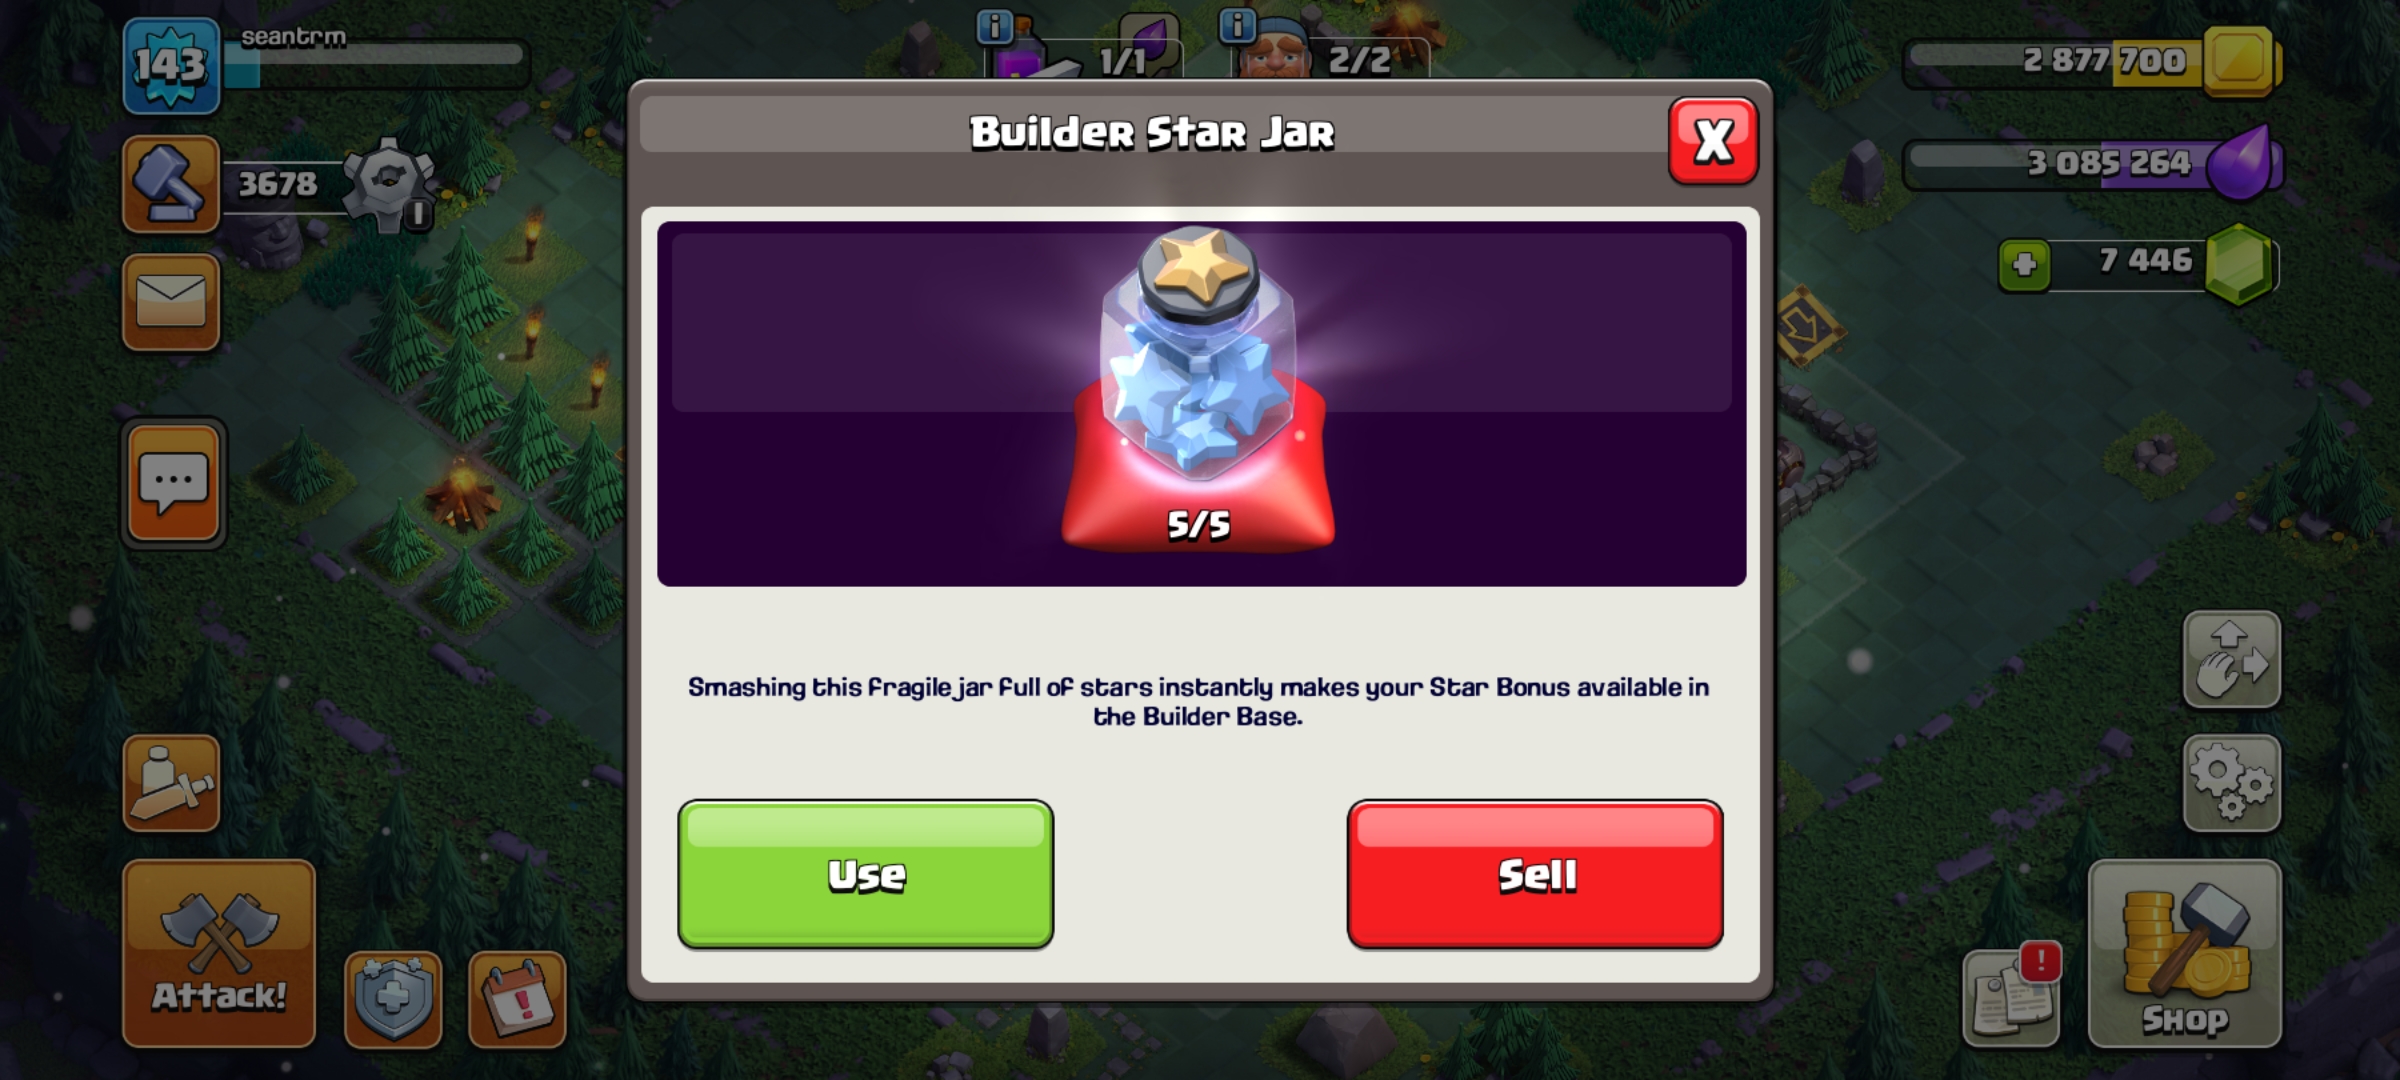 143
seantrm
1/1
2/2
2 877 700
Builder Star Jar
X
3678
I
3 085 264
7 446
5/5
Smashing this fragile jar full of stars instantly makes your Star Bonus available in
the Builder Base.
Use
Sell
Attack!
!
Shop